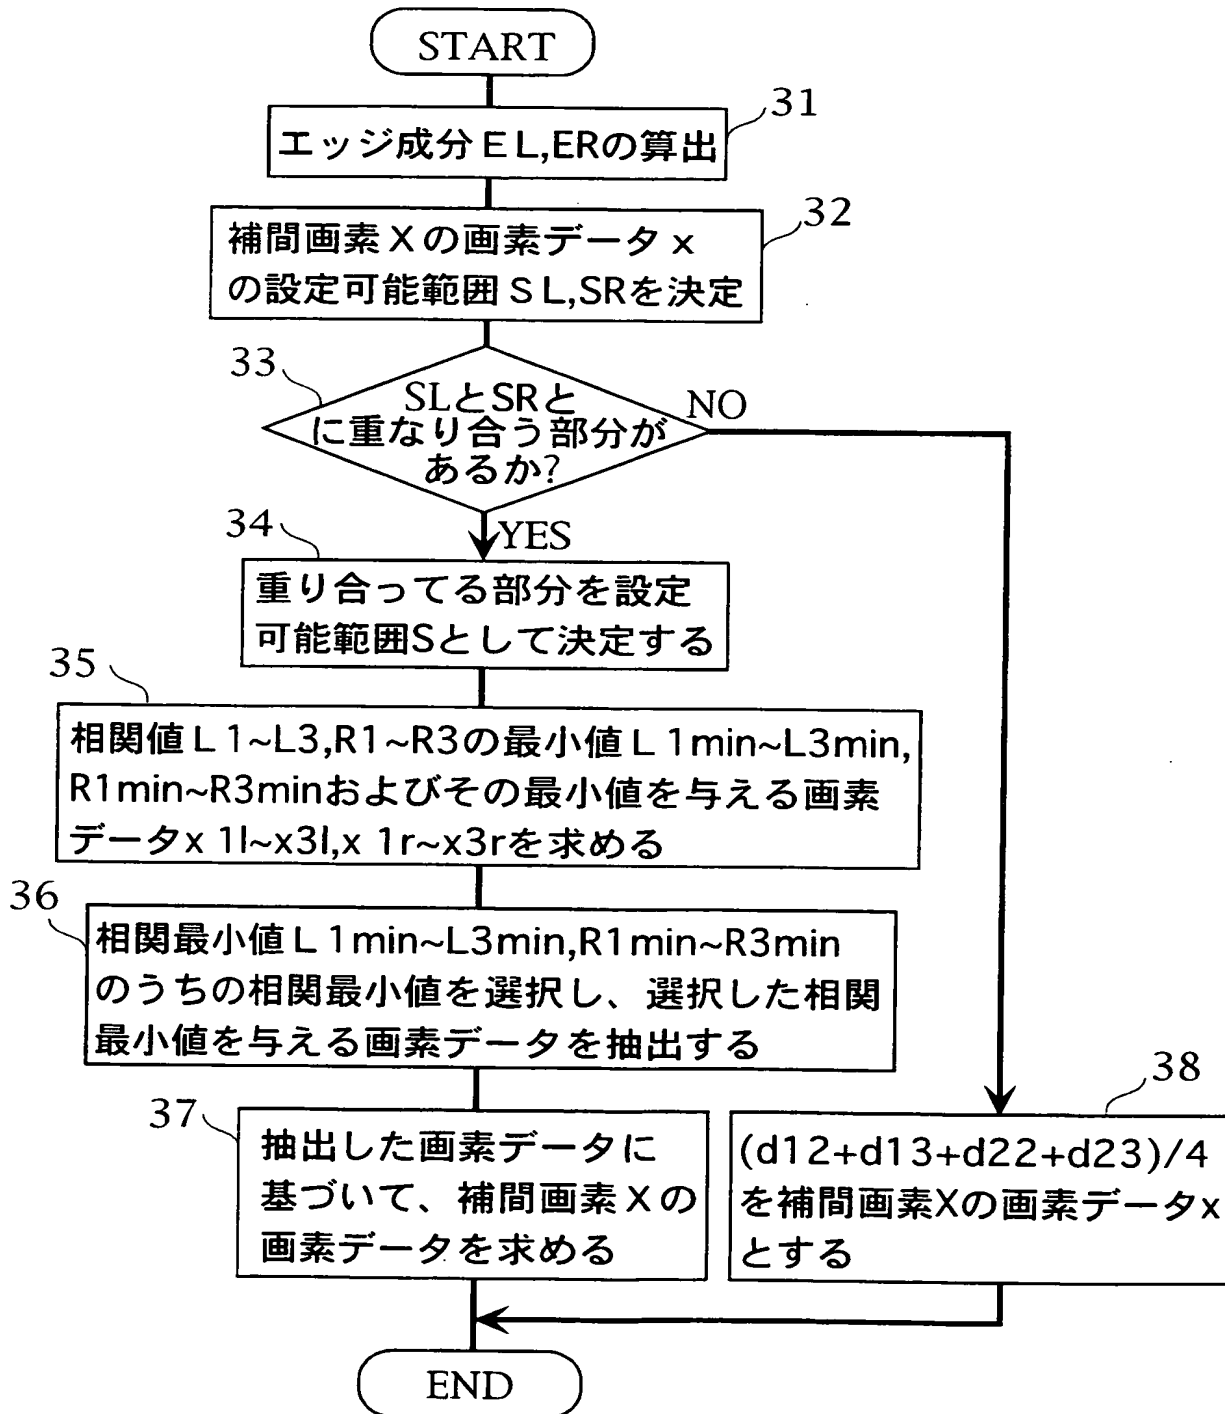 START
31
エッジ成分EL,ERの算出
32
補間画素Xの画素データx
の設定可能範囲SL,SRを決定
33
SLとSRと
に重なり合う部分が
あるか?
NO
YES
34
重り合ってる部分を設定
可能範囲Sとして決定する
35
相関値L1~L3,R1~R3の最小値L1min~L3min,
R1min~R3minおよびその最小値を与える画素
データx1l~x3l,x1r~x3rを求める
36
相関最小値L1min~L3min,R1min~R3min
のうちの相関最小値を選択し、選択した相関
最小値を与える画素データを抽出する
37
抽出した画素データに
基づいて、補間画素Xの
画素データを求める
38
(d12+d13+d22+d23)/4
を補間画素Xの画素データx
とする
END